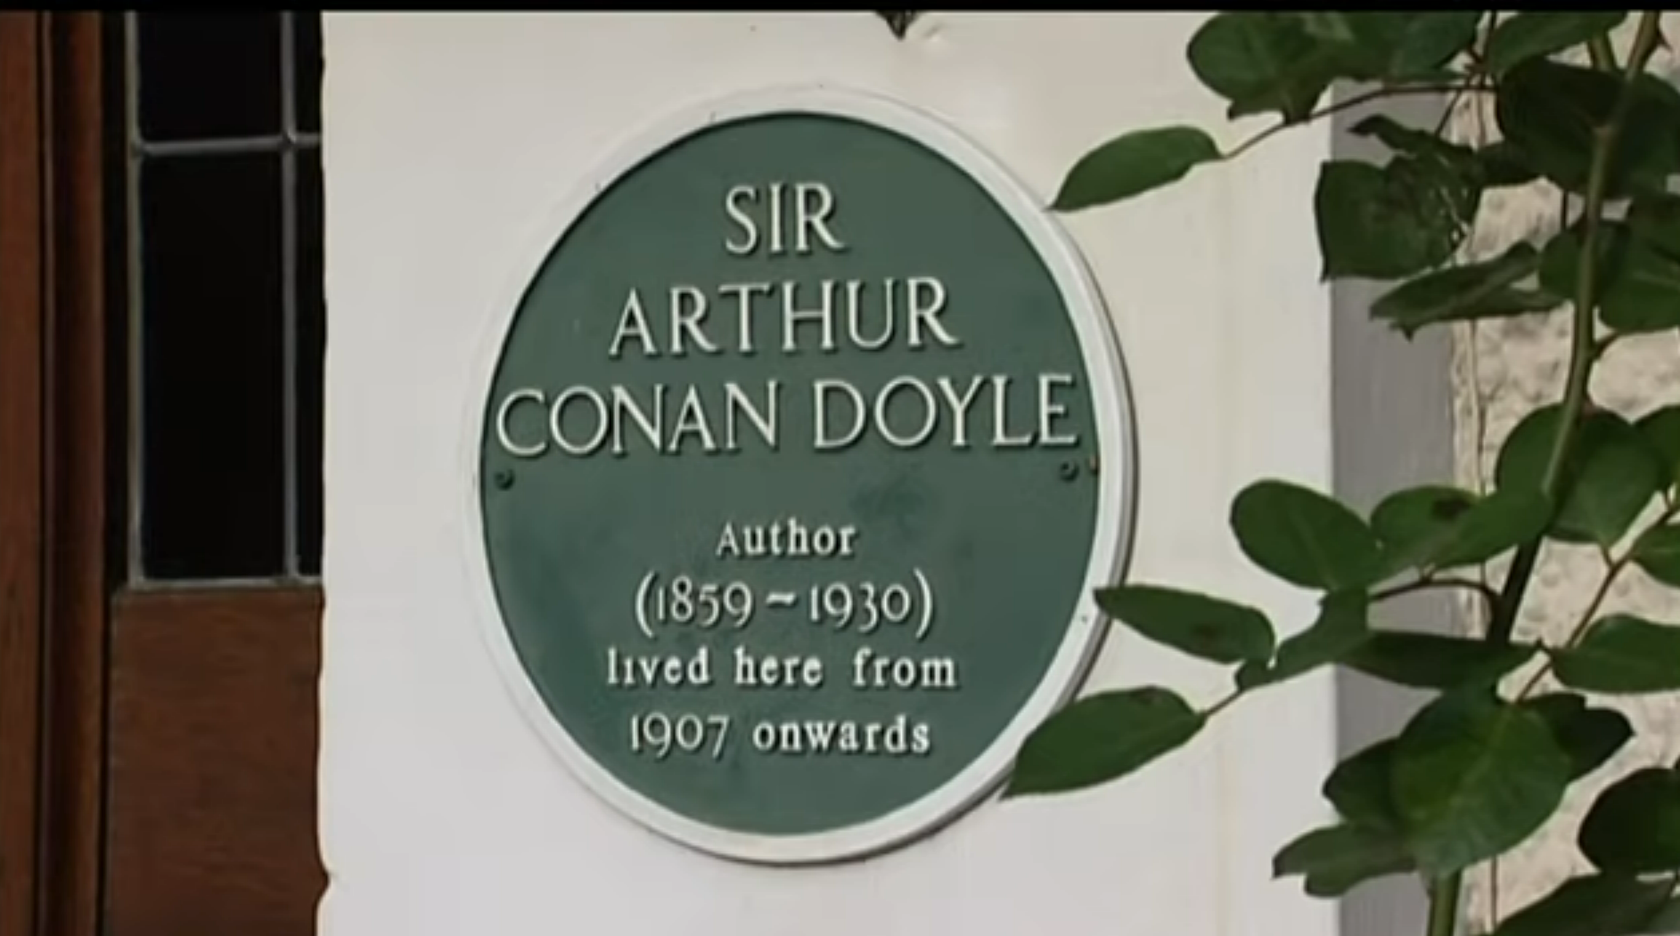 SIR
ARTHUR
CONAN DOYLE
Author
(1859~1930)
lived here from
1907 onwards